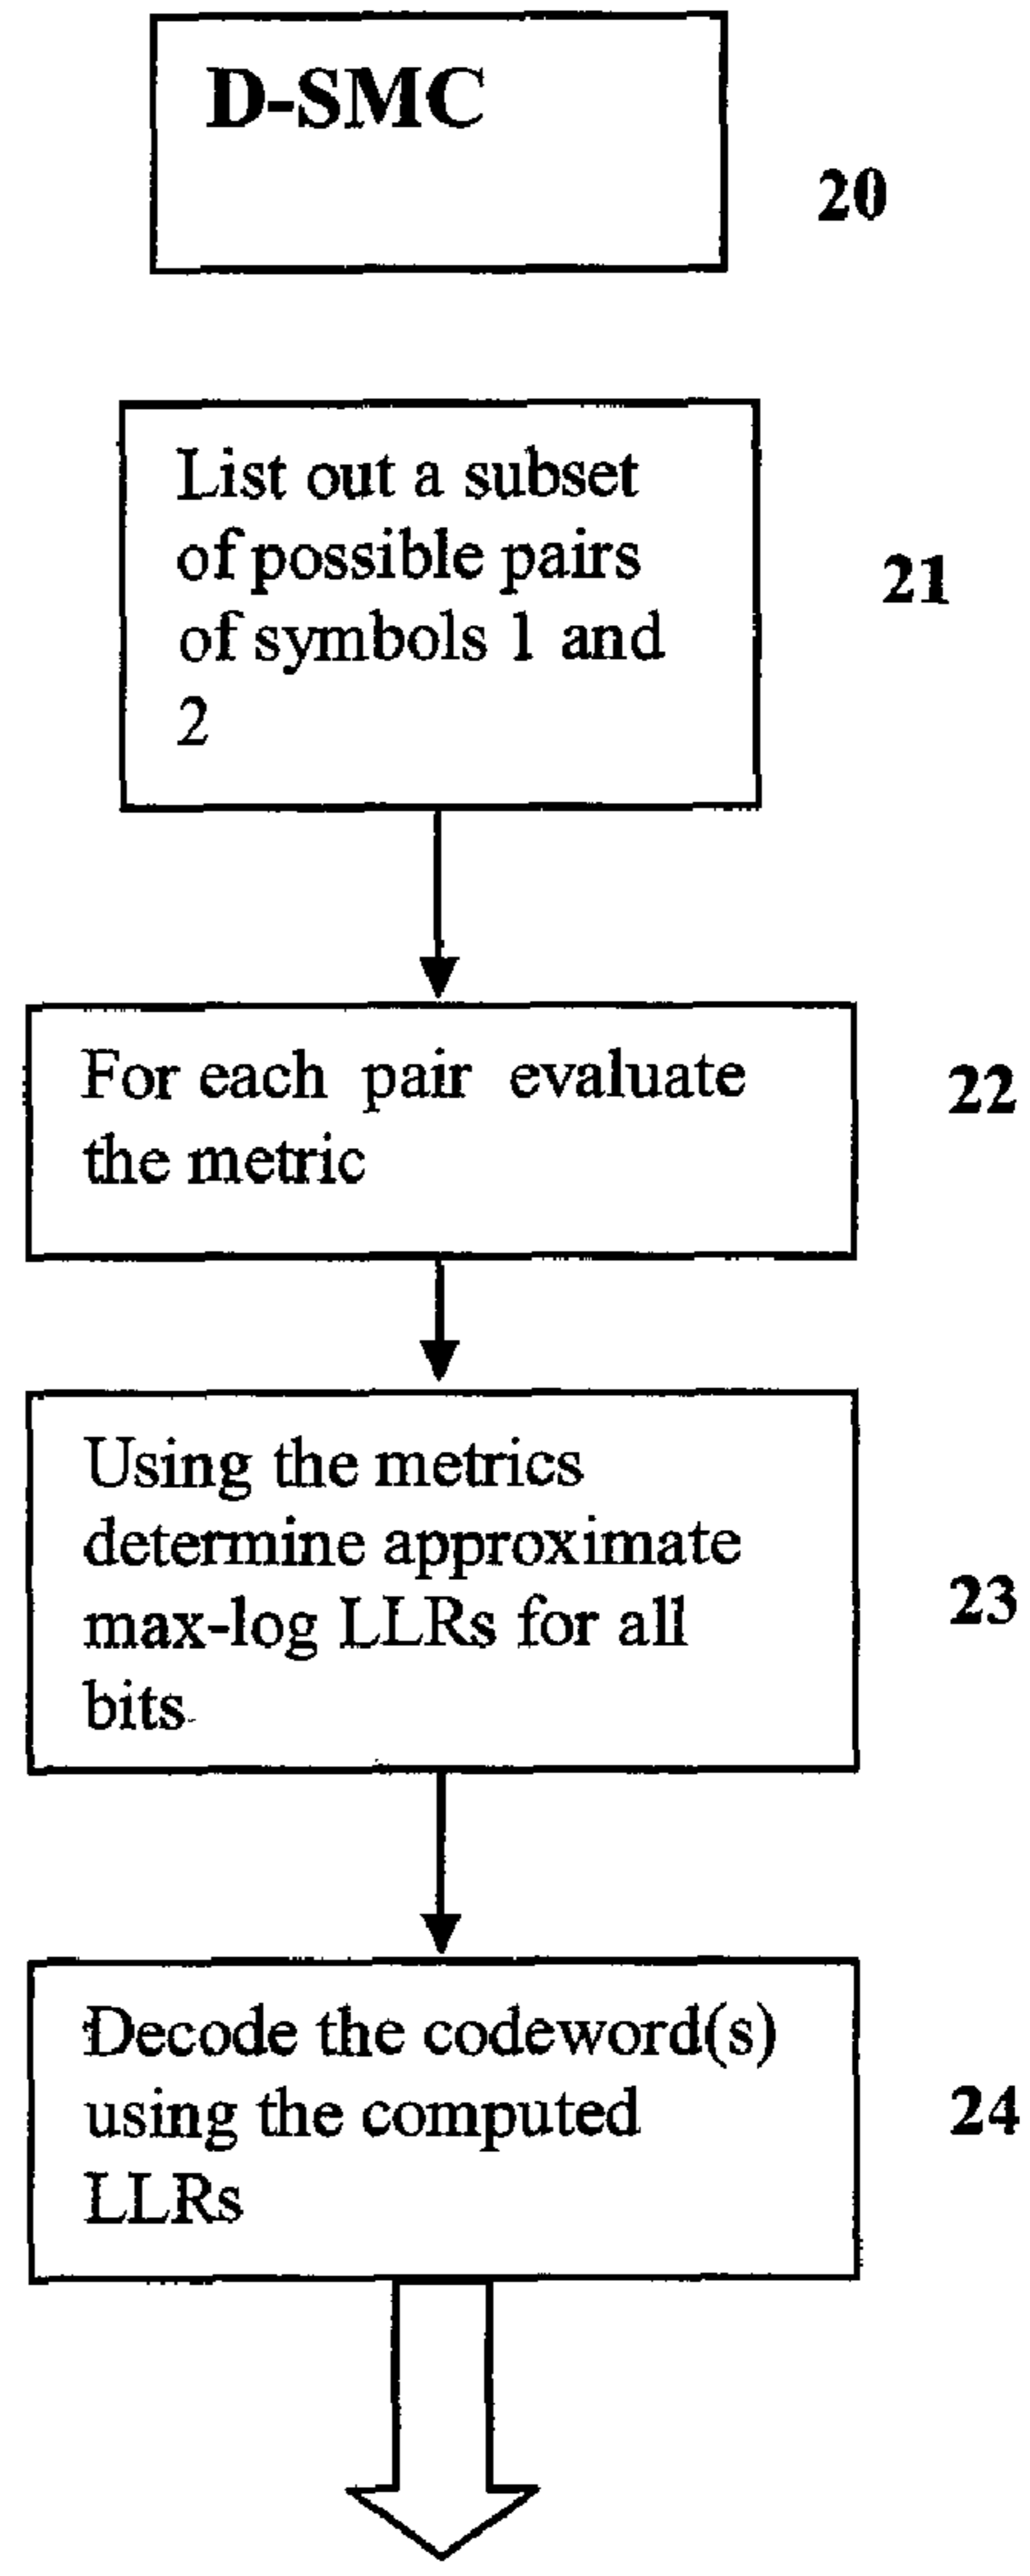 D-SMC
20
List out a subset
of possible pairs
of symbols 1 and
2
21
For each pair evaluate
the metric
22
Using the metrics
determine approximate
max-log LLRs for all
bits
23
Decode the codeword(s)
using the computed
LLRs
24